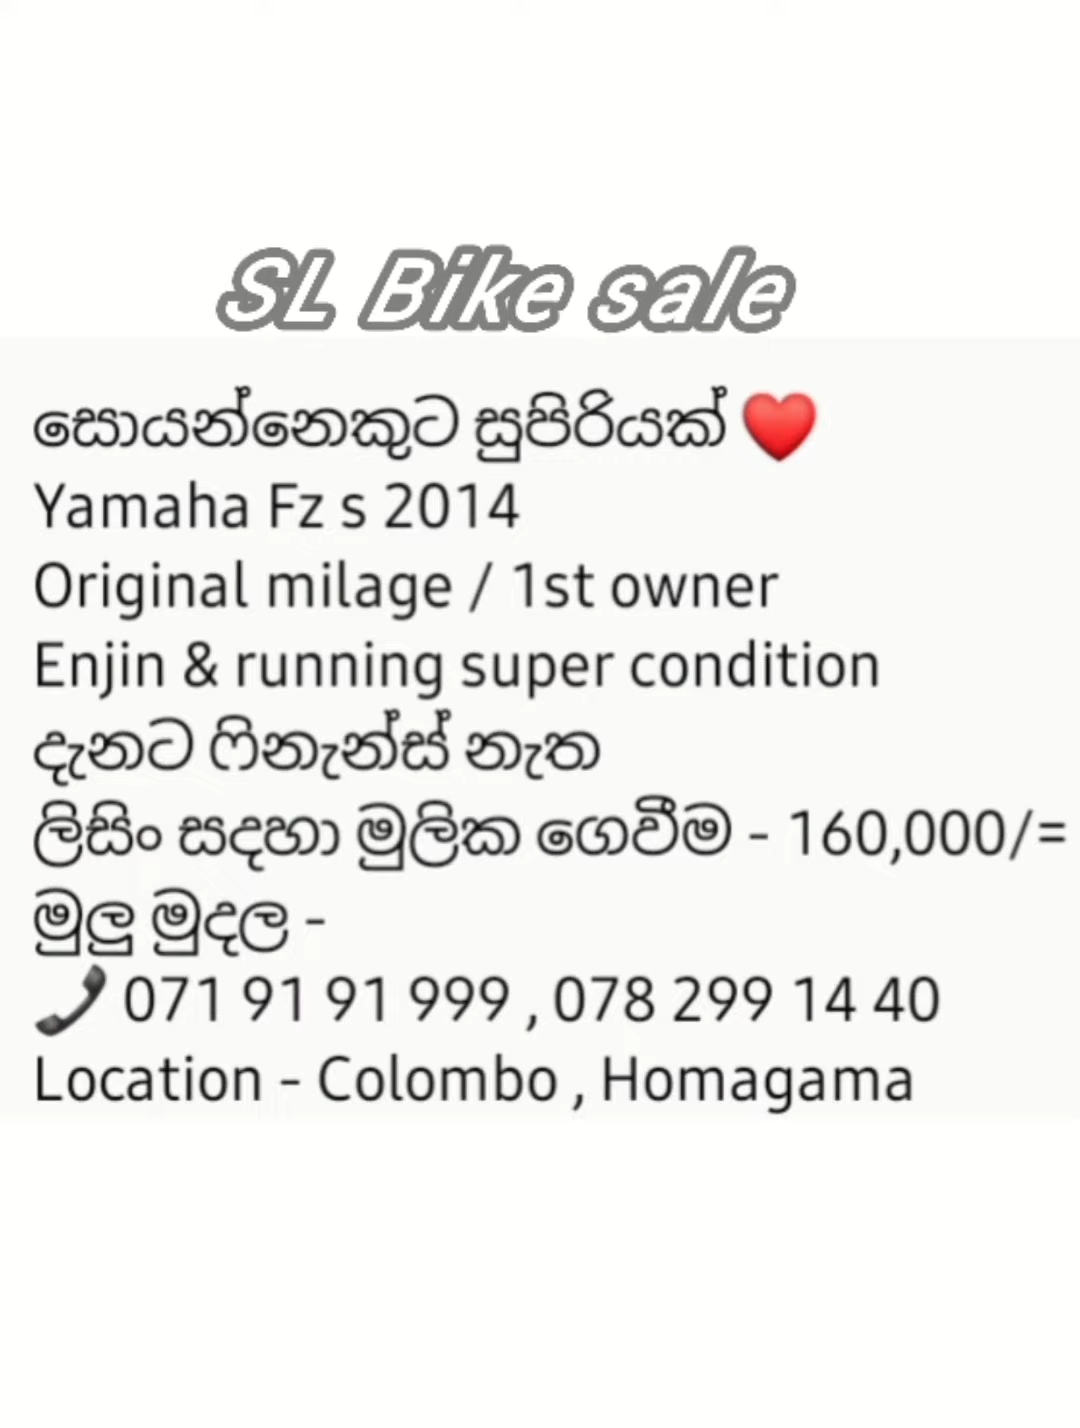 SL Bike sale
සොයන්නෙකුට සුපිරියක් ❤️
Yamaha Fz s 2014
Original milage / 1st owner
Enjin & running super condition
දැනට ෆිනෑන්ස් නැත
ලිසිං සදහා මුලික ගෙවීම - 160,000/=
මුලු මුදල -
📞 071 91 91 999 , 078 299 14 40
Location - Colombo , Homagama